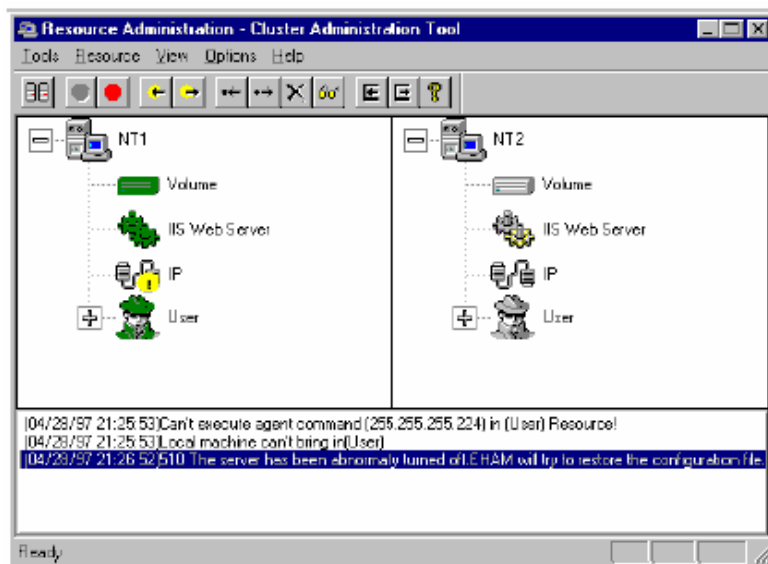 Resource Administration - Cluster Administration Tool
Tools Resource View Options Help
NT1
Volume
IIS Web Server
IP
User
NT2
Volume
IIS Web Server
IP
User
[04/28/97 21:25:53]Can't execute agent command (255.255.255.224) in (User) Resource!
[04/28/97 21:25:53]Local machine can't bring in(User)
[04/28/97 21:26:52]510 The server has been abnormaly turned off.EHAM will try to restore the configuration file.
Ready